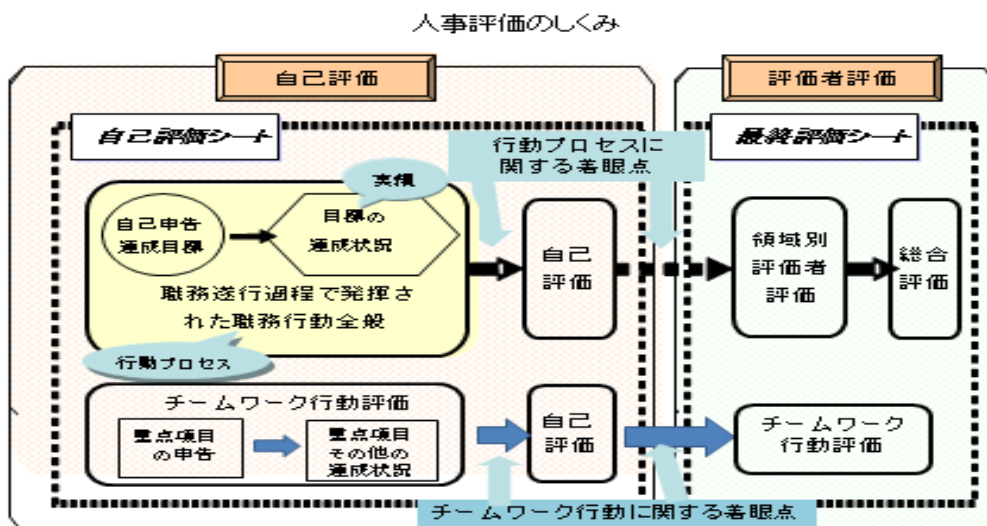 人事評価のしくみ
自己評価
評価者評価
自己評価シート
行動プロセスに
関する着眼点
最終評価シート
実績
自己申告
達成目標
目標の
達成状況
職務遂行過程で発揮さ
れた職務行動全般
行動プロセス
自己
評価
領域別
評価者
評価
総合
評価
チームワーク行動評価
重点項目
の申告
重点項目
その他の
達成状況
自己
評価
チームワーク
行動評価
チームワーク行動に関する着眼点